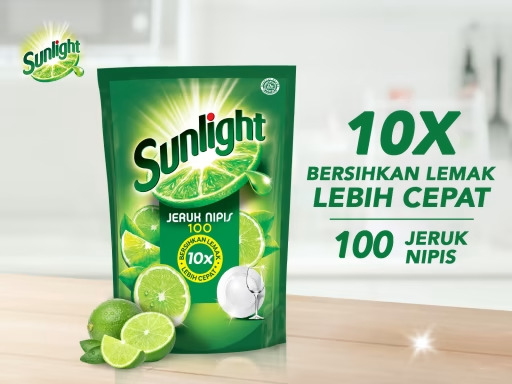 Sunlight
Sunlight
JERUK NIPIS
100
BERSIHKAN LEMAK
10x
LEBIH CEPAT*
10X
BERSIHKAN LEMAK
LEBIH CEPAT
100 JERUK
NIPIS